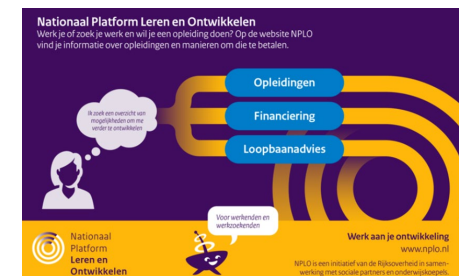 Nationaal Platform Leren en Ontwikkelen
Werk je of zoek je werk en wil je een opleiding doen? Op de website NPLO
vind je informatie over opleidingen en manieren om die te betalen.
Opleidingen
Ik zoek een overzicht van
mogelijkheden om me
verder te ontwikkelen
Financiering
Loopbaanadvies
Voor werkenden en
werkzoekenden
Nationaal
Platform
Leren en
Ontwikkelen
Werk aan je ontwikkeling
www.nplo.nl
NPLO is een initiatief van de Rijksoverheid in samen-
werking met sociale partners en onderwijskoepels.